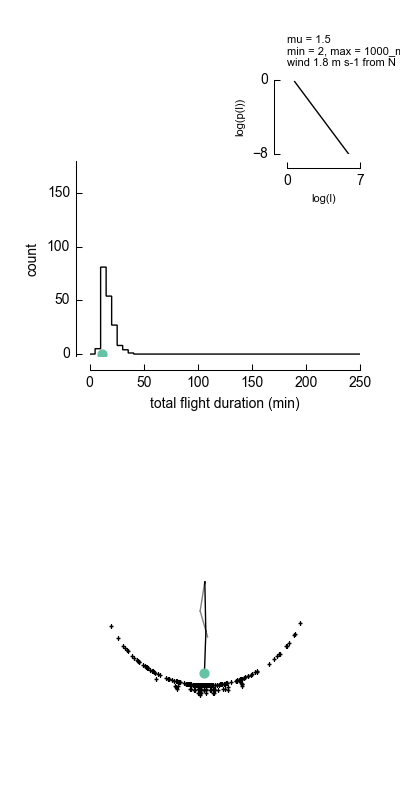 mu = 1.5
min = 2, max = 1000_m
wind 1.8 m s-1 from N
0
log(p(l))
−8
0 7
log(l)
150
100
count
50
0
0 50 100 150 200 250
total flight duration (min)